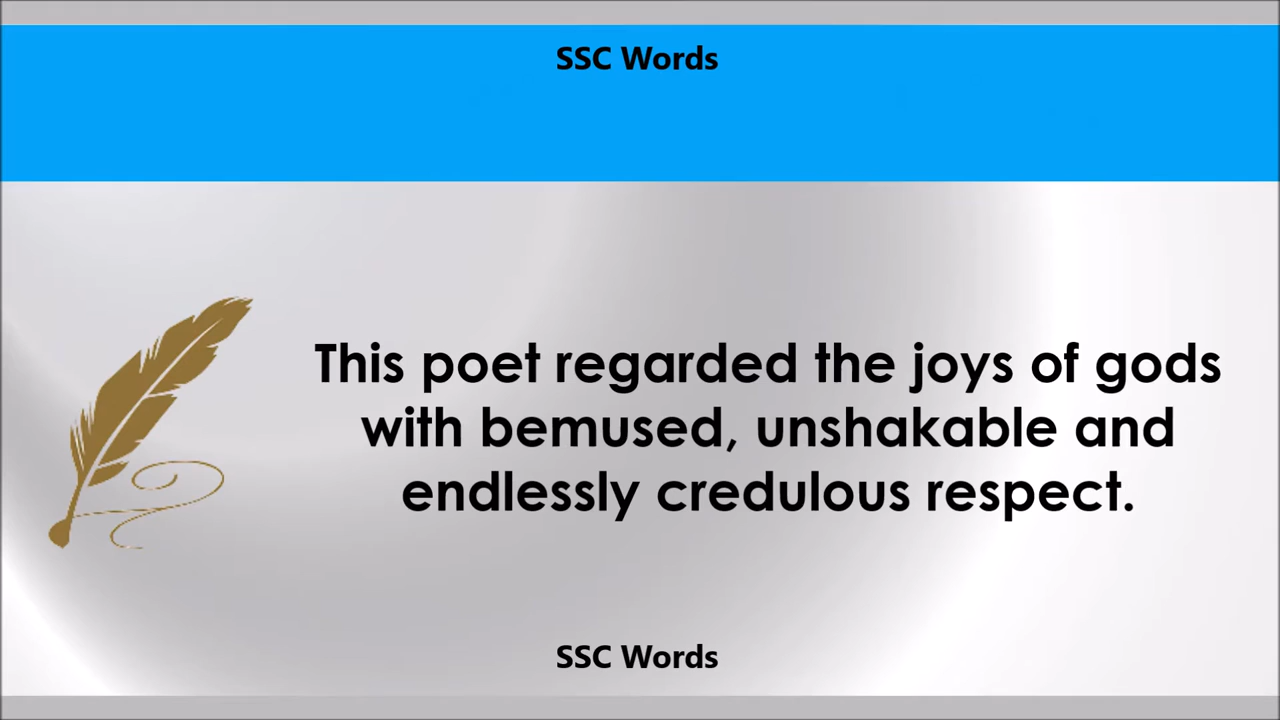 SSC Words
This poet regarded the joys of gods
with bemused, unshakable and
endlessly credulous respect.
SSC Words